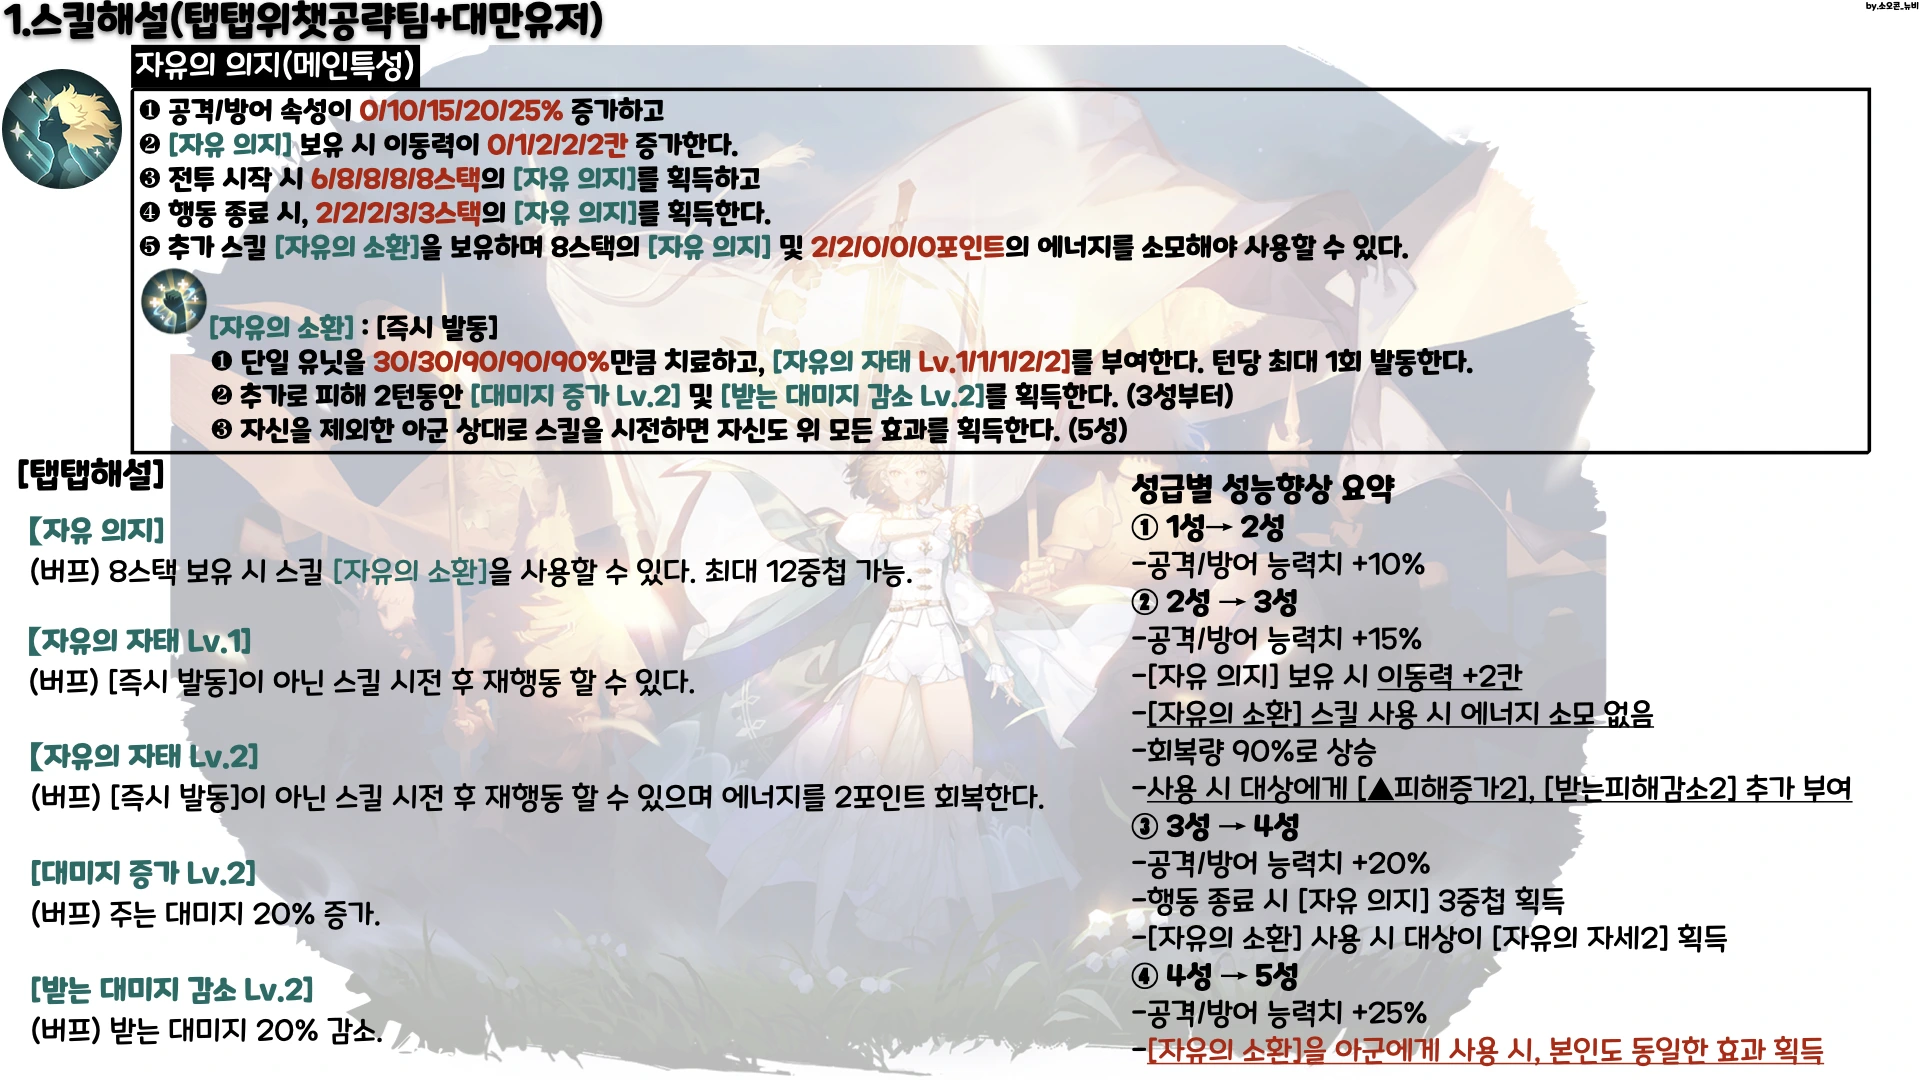 1.스킬해설(탭탭위챗공략팀+대만유저)
by.소오콘_뉴비
자유의 의지(메인특성)
❶ 공격/방어 속성이 0/10/15/20/25% 증가하고
❷ [자유 의지] 보유 시 이동력이 0/1/2/2/2칸 증가한다.
❸ 전투 시작 시 6/8/8/8/8스택의 [자유 의지]를 획득하고
❹ 행동 종료 시, 2/2/2/3/3스택의 [자유 의지]를 획득한다.
❺ 추가 스킬 [자유의 소환]을 보유하며 8스택의 [자유 의지] 및 2/2/0/0/0포인트의 에너지를 소모해야 사용할 수 있다.
[자유의 소환] : [즉시 발동]
❶ 단일 유닛을 30/30/90/90/90%만큼 치료하고, [자유의 자태 Lv.1/1/1/2/2]를 부여한다. 턴당 최대 1회 발동한다.
❷ 추가로 피해 2턴동안 [대미지 증가 Lv.2] 및 [받는 대미지 감소 Lv.2]를 획득한다. (3성부터)
❸ 자신을 제외한 아군 상대로 스킬을 시전하면 자신도 위 모든 효과를 획득한다. (5성)
[탭탭해설]
【자유 의지]
(버프) 8스택 보유 시 스킬 [자유의 소환]을 사용할 수 있다. 최대 12중첩 가능.
【자유의 자태 Lv.1]
(버프) [즉시 발동]이 아닌 스킬 시전 후 재행동 할 수 있다.
【자유의 자태 Lv.2]
(버프) [즉시 발동]이 아닌 스킬 시전 후 재행동 할 수 있으며 에너지를 2포인트 회복한다.
[대미지 증가 Lv.2]
(버프) 주는 대미지 20% 증가.
[받는 대미지 감소 Lv.2]
(버프) 받는 대미지 20% 감소.
성급별 성능향상 요약
① 1성→ 2성
-공격/방어 능력치 +10%
② 2성 → 3성
-공격/방어 능력치 +15%
-[자유 의지] 보유 시 이동력 +2칸
-[자유의 소환] 스킬 사용 시 에너지 소모 없음
-회복량 90%로 상승
-사용 시 대상에게 [▲피해증가2], [받는피해감소2] 추가 부여
③ 3성 → 4성
-공격/방어 능력치 +20%
-행동 종료 시 [자유 의지] 3중첩 획득
-[자유의 소환] 사용 시 대상이 [자유의 자세2] 획득
④ 4성 → 5성
-공격/방어 능력치 +25%
-[자유의 소환]을 아군에게 사용 시, 본인도 동일한 효과 획득